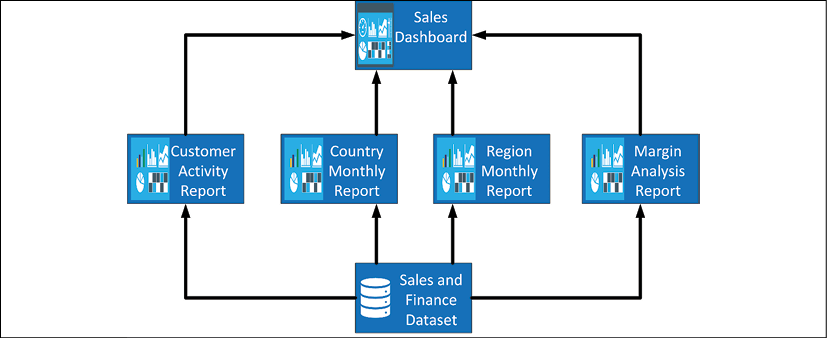 Sales
Dashboard
Customer
Activity
Report
Country
Monthly
Report
Region
Monthly
Report
Margin
Analysis
Report
Sales and
Finance
Dataset